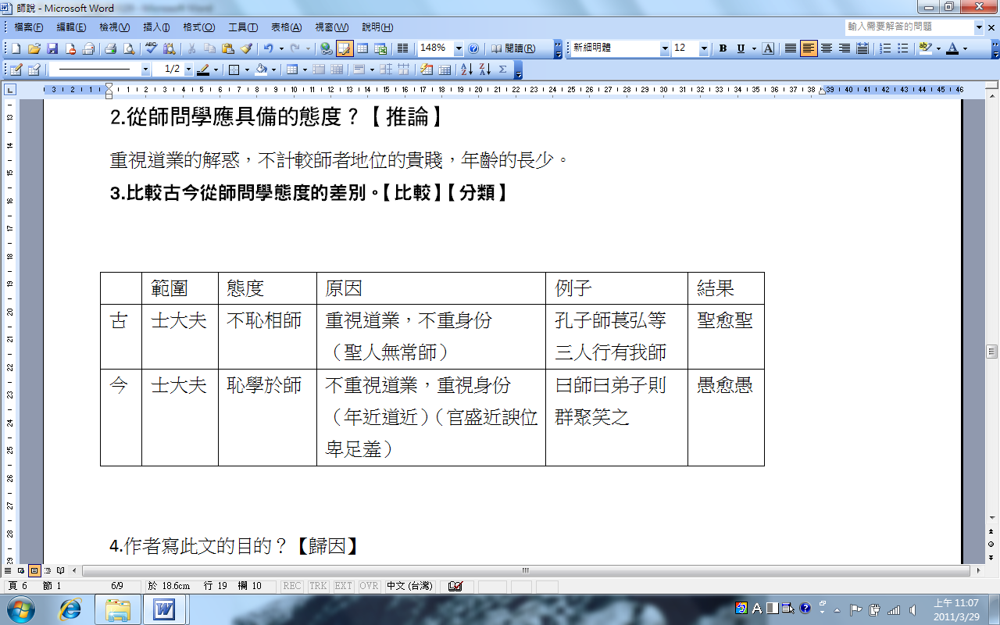 師說 - Microsoft Word
檔案(F) 編輯(E) 檢視(V) 插入(I) 格式(O) 工具(T) 表格(A) 視窗(W) 說明(H) 輸入需要解答的問題
148% 閱讀(R) 新細明體 12 B U A
1/2
2.從師問學應具備的態度？【推論】
重視道業的解惑，不計較師者地位的貴賤，年齡的長少。
3.比較古今從師問學態度的差別。【比較】【分類】
範圍 態度 原因 例子 結果
古 士大夫 不恥相師 重視道業，不重身份 孔子師萇弘等 聖愈聖
（聖人無常師） 三人行有我師
今 士大夫 恥學於師 不重視道業，重視身份 曰師曰弟子則 愚愈愚
（年近道近）（官盛近諛位 群聚笑之
卑足羞）
4.作者寫此文的目的？【歸因】
頁 6 節 1 6/9 於 18.6cm 行 19 欄 10 REC TRK EXT OVR 中文 (台灣)
上午 11:07
2011/3/29